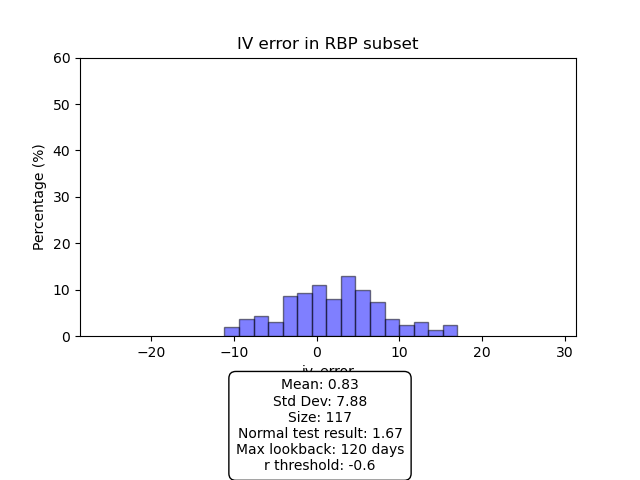 IV error in RBP subset
60
50
40
30
20
10
0
Percentage (%)
−20
−10
0
10
20
30
iv_error
Mean: 0.83
Std Dev: 7.88
Size: 117
Normal test result: 1.67
Max lookback: 120 days
r threshold: -0.6